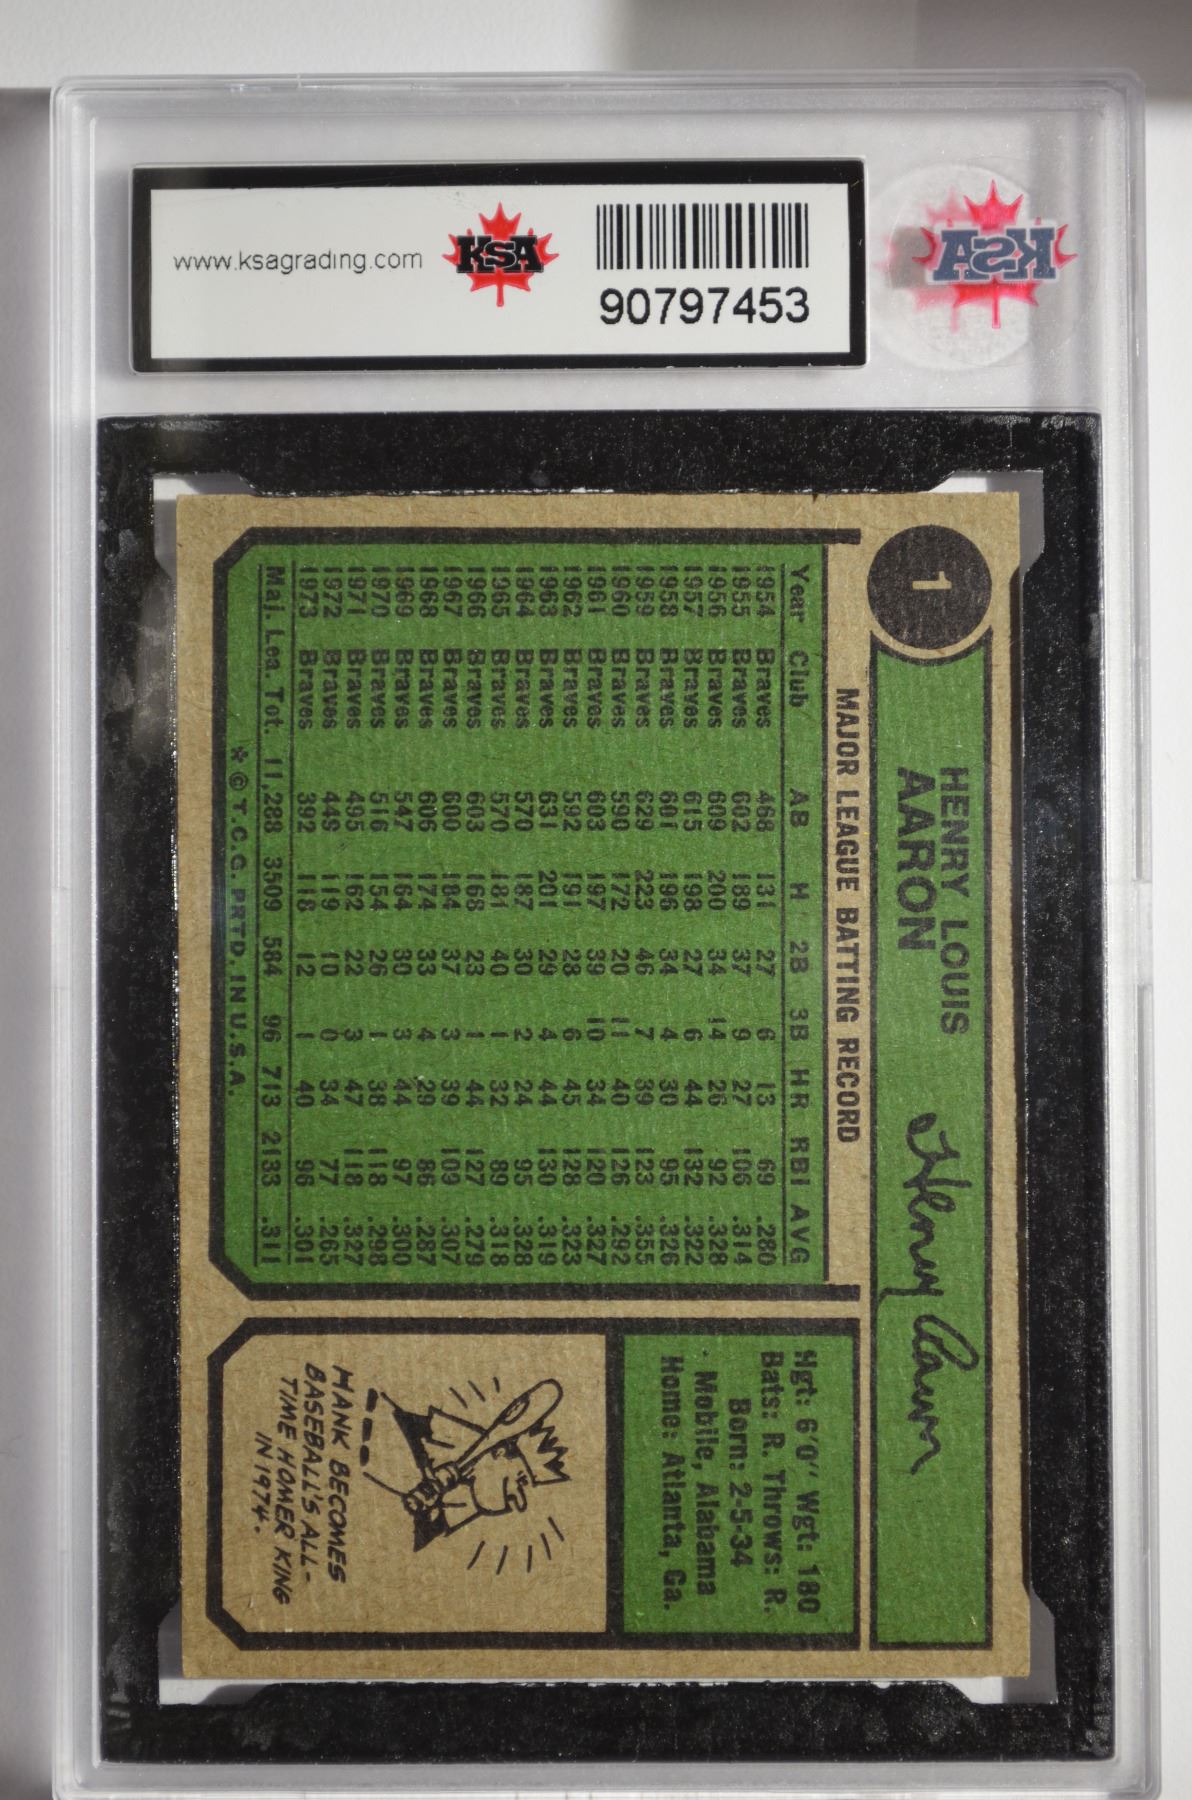 www.ksagrading.com
KSA
90797453
KSA
1
HENRY LOUIS
AARON
Henry Aaron
MAJOR LEAGUE BATTING RECORD
Year Club AB H 2B 3B HR RBI AVG
1954 Braves 468 131 27 6 13 69 .280
1955 Braves 602 189 37 9 27 106 .314
1956 Braves 609 200 34 14 26 92 .328
1957 Braves 615 198 27 6 44 132 .322
1958 Braves 601 196 34 4 30 95 .326
1959 Braves 629 223 46 7 39 123 .355
1960 Braves 590 172 20 11 40 126 .292
1961 Braves 603 197 39 10 34 120 .327
1962 Braves 592 191 28 6 45 128 .323
1963 Braves 631 201 29 4 44 130 .319
1964 Braves 570 187 30 2 24 95 .328
1965 Braves 570 181 40 1 32 89 .318
1966 Braves 603 168 23 1 44 127 .279
1967 Braves 600 184 37 3 39 109 .307
1968 Braves 606 174 33 4 29 86 .287
1969 Braves 547 164 30 3 44 97 .300
1970 Braves 516 154 26 1 38 118 .298
1971 Braves 495 162 22 3 47 118 .327
1972 Braves 449 119 10 0 34 77 .265
1973 Braves 392 118 12 1 40 96 .301
Maj. Lea. Tot. 11,288 3509 584 96 713 2133 .311
* © T.C.G. PRTD. IN U.S.A.
Hgt: 6'0" Wgt: 180
Bats: R. Throws: R.
Born: 2-5-34
Mobile, Alabama
Home: Atlanta, Ga.
HANK BECOMES
BASEBALL'S ALL-
TIME HOMER KING
IN 1974.